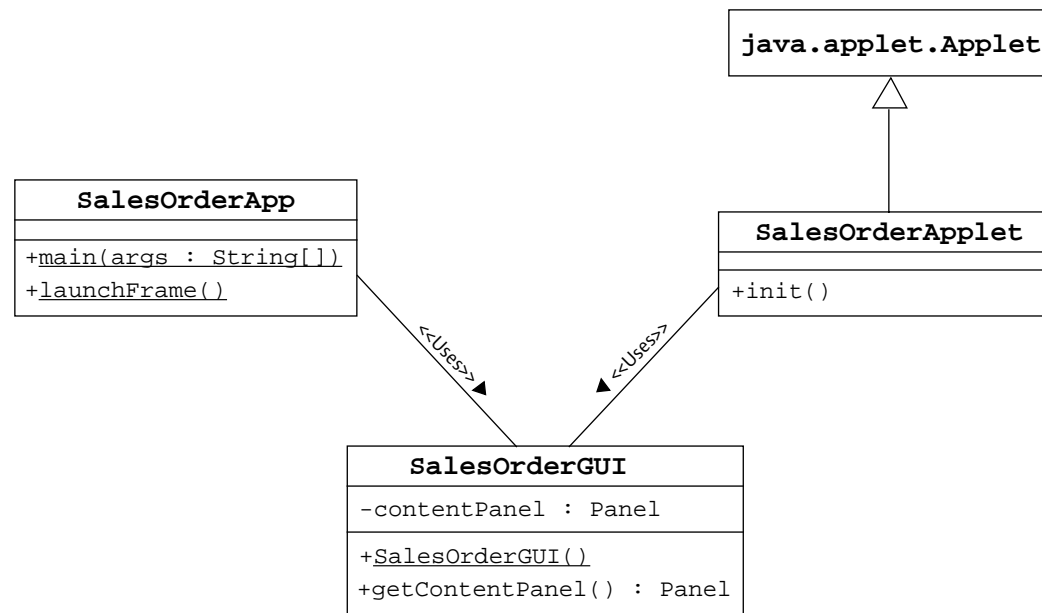 java.applet.Applet
SalesOrderApp
+main(args : String[])
+launchFrame()
SalesOrderApplet
+init()
<<Uses>>
<<Uses>>
SalesOrderGUI
-contentPanel : Panel
+SalesOrderGUI()
+getContentPanel() : Panel